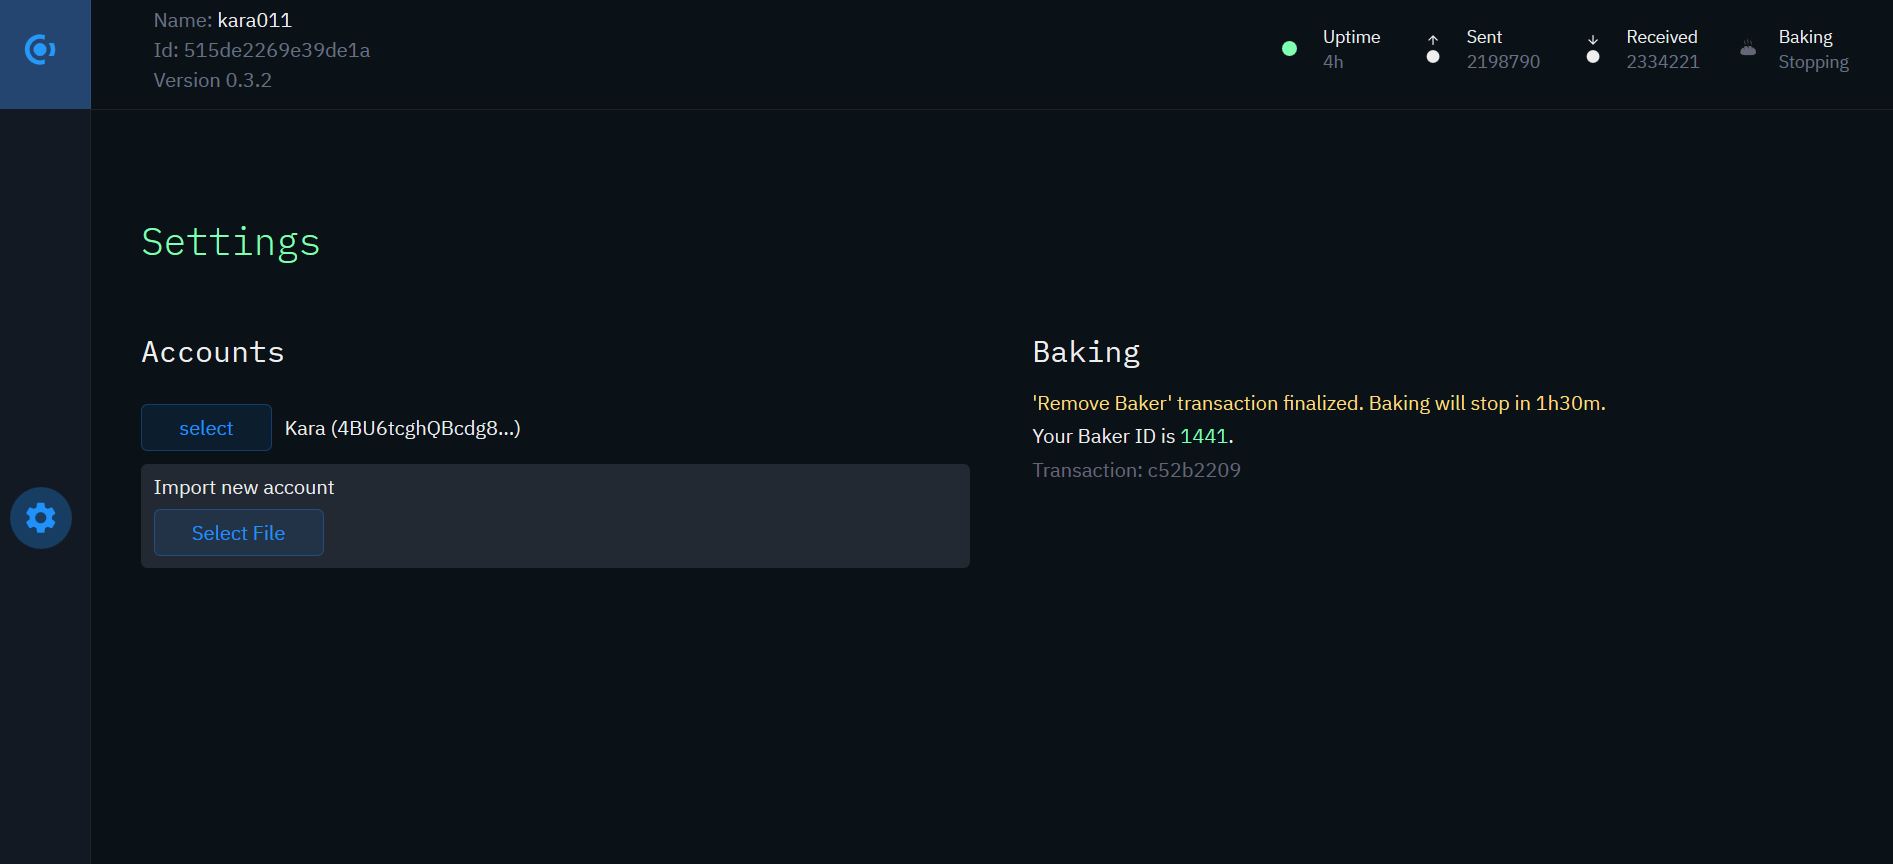 Name: kara011
Id: 515de2269e39de1a
Version 0.3.2
Uptime
4h
Sent
2198790
Received
2334221
Baking
Stopping
Settings
Accounts
select
Kara (4BU6tcghQBcdg8...)
Import new account
Select File
Baking
'Remove Baker' transaction finalized. Baking will stop in 1h30m.
Your Baker ID is 1441.
Transaction: c52b2209